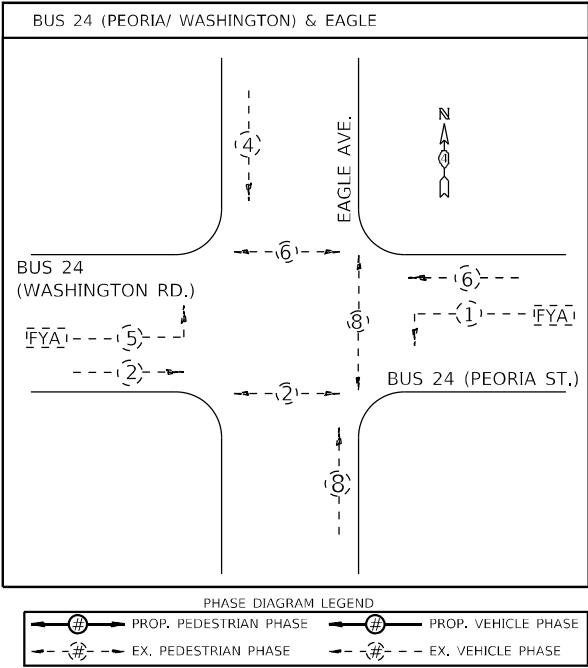 BUS 24 (PEORIA/ WASHINGTON) & EAGLE
4
EAGLE AVE.
N
4
6
BUS 24
(WASHINGTON RD.)
6
FYA
5
8
1
FYA
2
BUS 24 (PEORIA ST.)
2
8
PHASE DIAGRAM LEGEND
# PROP. PEDESTRIAN PHASE
# PROP. VEHICLE PHASE
# EX. PEDESTRIAN PHASE
# EX. VEHICLE PHASE